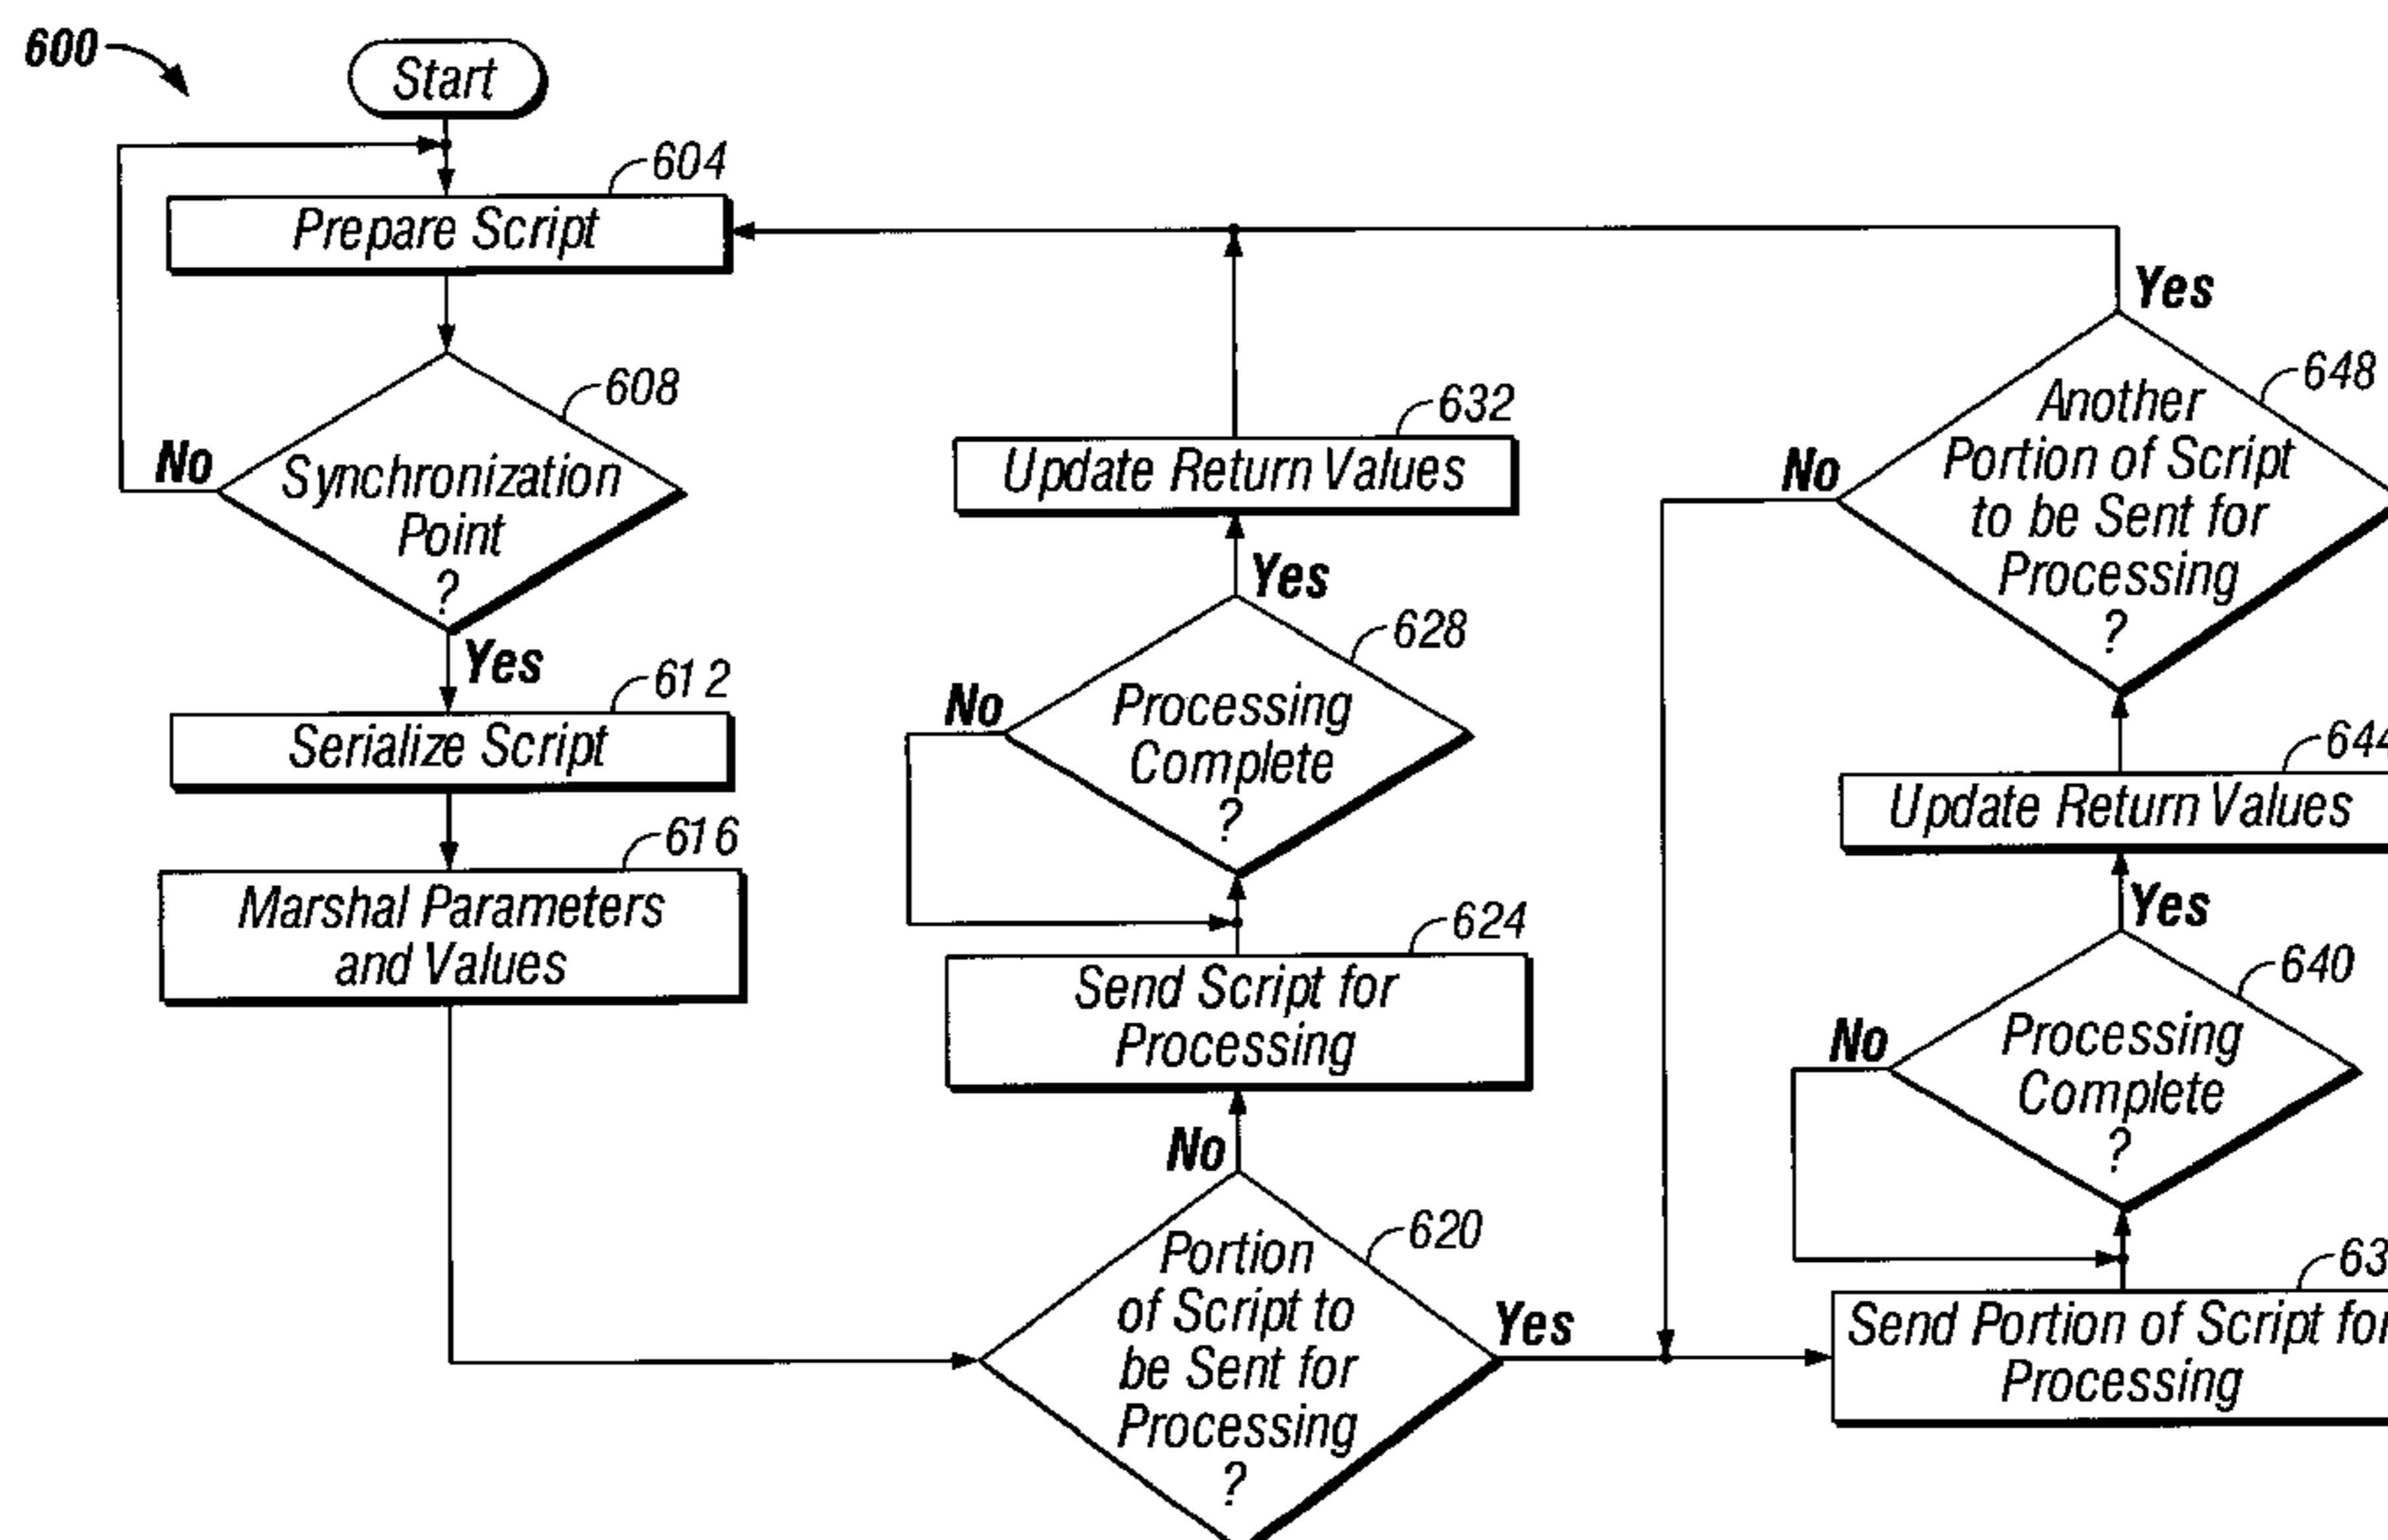 600
Start
604
Prepare Script
608
Synchronization
Point
?
No
Yes
612
Serialize Script
616
Marshal Parameters
and Values
632
Update Return Values
Yes
628
Processing
Complete
?
No
624
Send Script for
Processing
No
620
Portion
of Script to
be Sent for
Processing
?
Yes
Yes
648
Another
Portion of Script
to be Sent for
Processing
?
No
644
Update Return Values
Yes
640
Processing
Complete
?
No
63
Send Portion of Script for
Processing